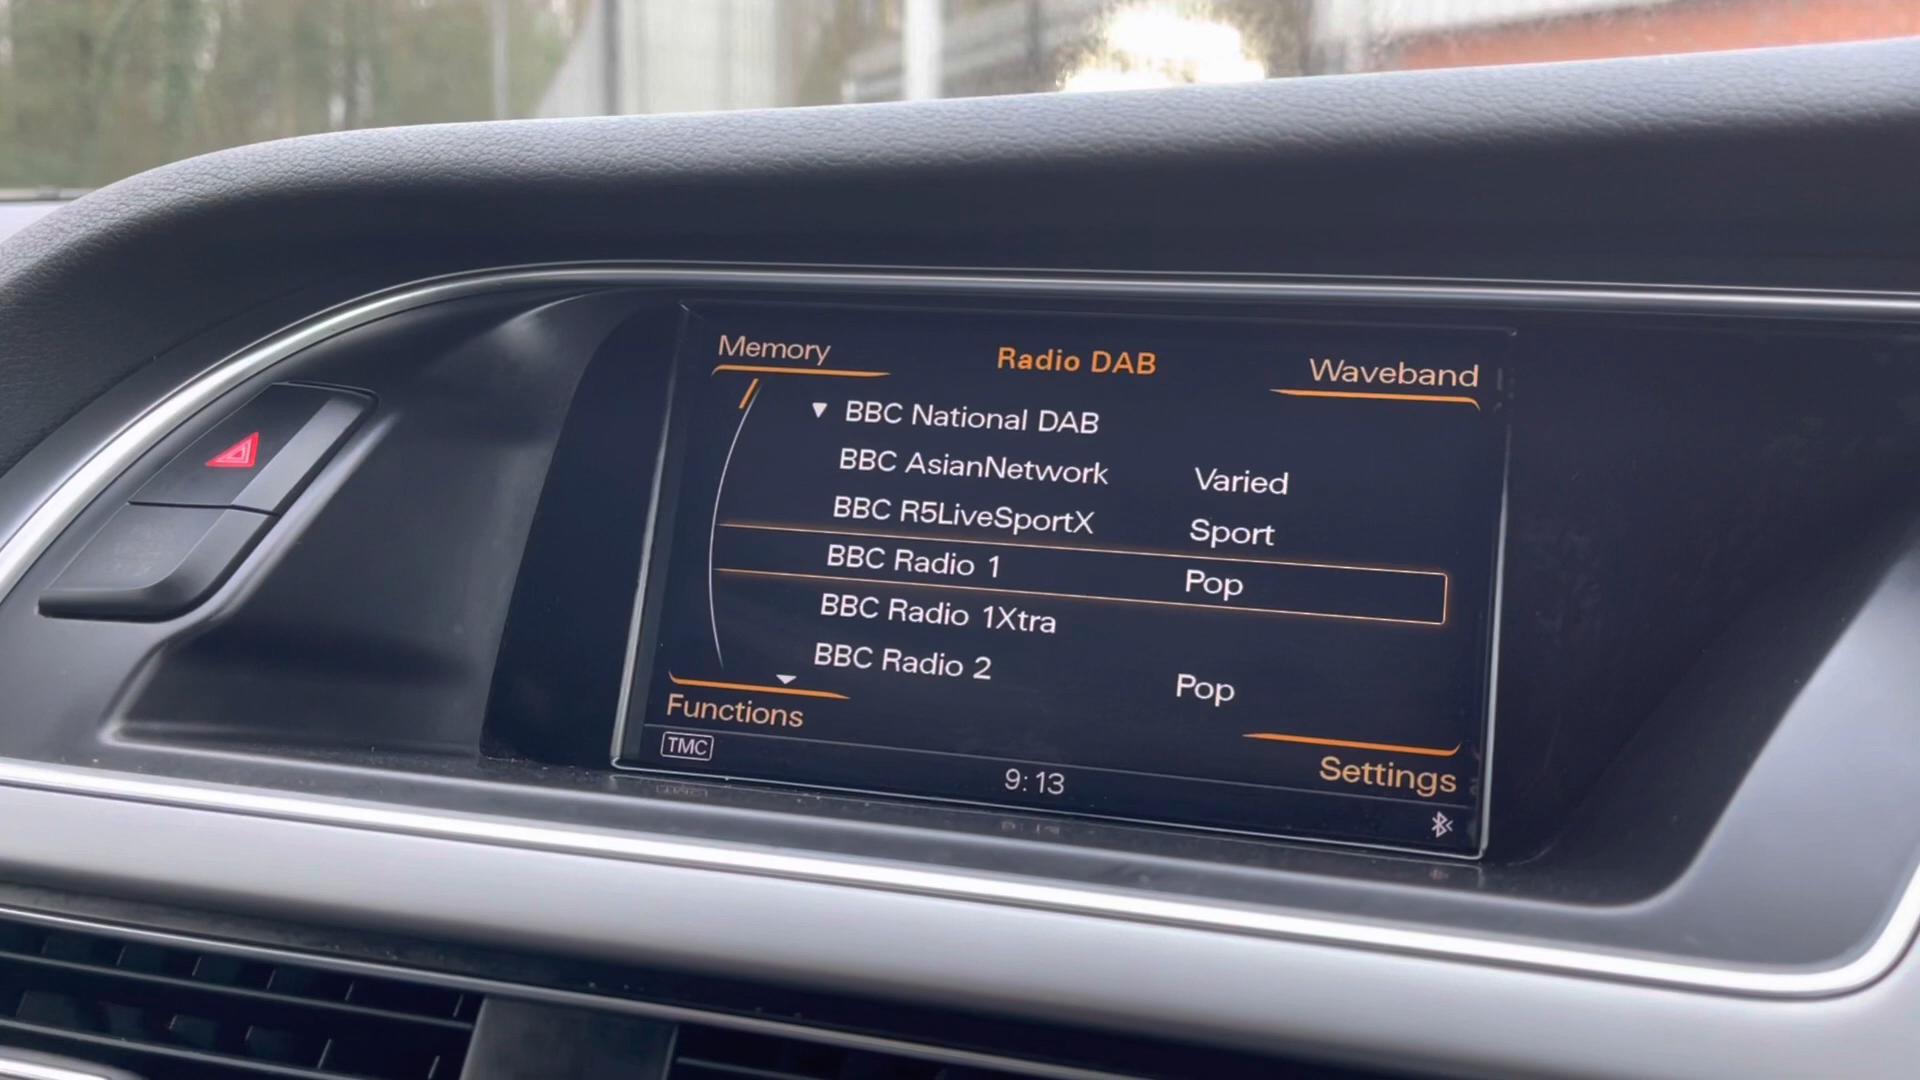 Memory Radio DAB Waveband
▼ BBC National DAB
BBC AsianNetwork Varied
BBC R5LiveSportX Sport
BBC Radio 1 Pop
BBC Radio 1Xtra
BBC Radio 2 Pop
Functions
Settings
TMC
9:13